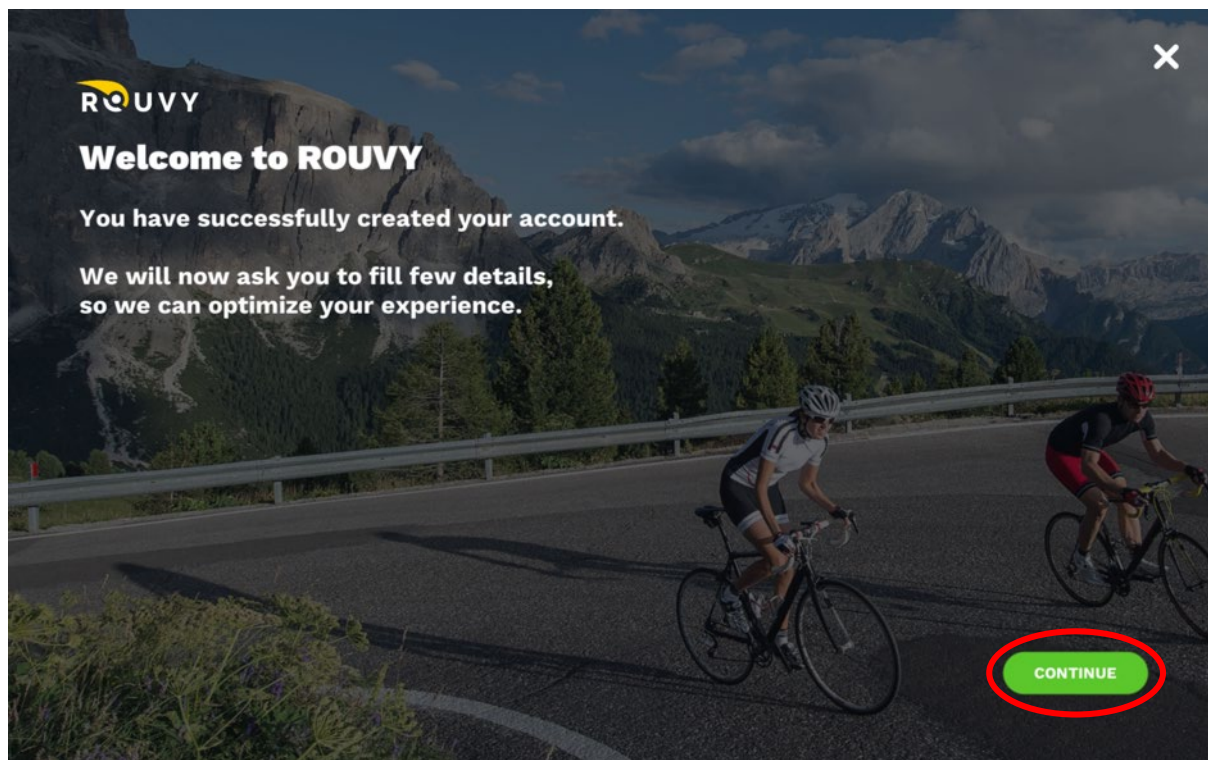 ROUVY
Welcome to ROUVY
You have successfully created your account.
We will now ask you to fill few details,
so we can optimize your experience.
CONTINUE